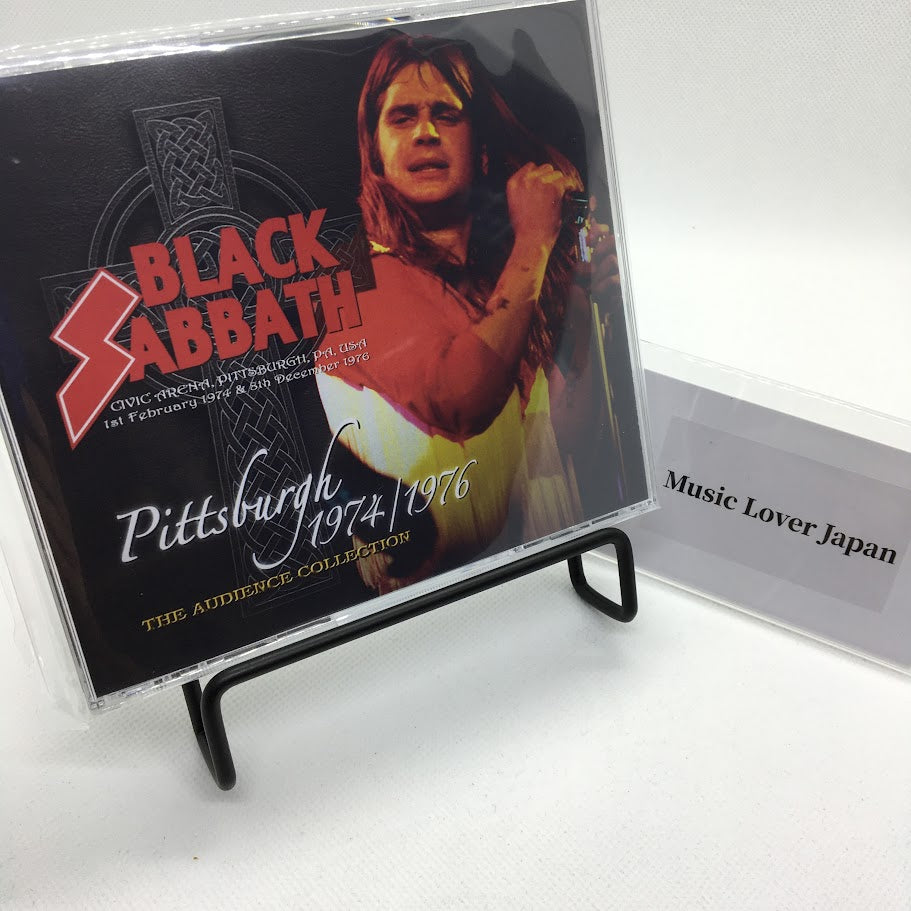 BLACK
SABBATH
CIVIC ARENA, PITTSBURGH, PA, USA
1st February 1974 & 8th December 1976
Pittsburgh
1974/1976
THE AUDIENCE COLLECTION
Music Lover Japan